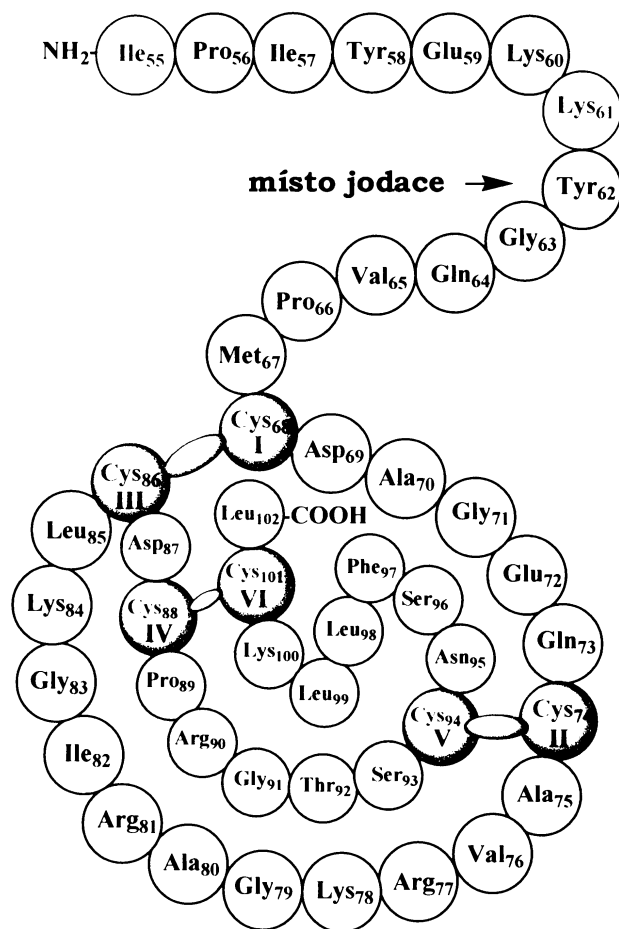 NH₂-Ile₅₅ Pro₅₆ Ile₅₇ Tyr₅₈ Glu₅₉ Lys₆₀
Lys₆₁
místo jodace → Tyr₆₂
Gly₆₃
Gln₆₄
Val₆₅
Pro₆₆
Met₆₇
Cys₆₈
I
Asp₆₉
Ala₇₀
Gly₇₁
Glu₇₂
Gln₇₃
Cys₇₄
II
Ala₇₅
Val₇₆
Arg₇₇
Lys₇₈
Gly₇₉
Ala₈₀
Arg₈₁
Ile₈₂
Gly₈₃
Lys₈₄
Leu₈₅
Cys₈₆
III
Asp₈₇
Cys₈₈
IV
Pro₈₉
Arg₉₀
Gly₉₁
Thr₉₂
Ser₉₃
Cys₉₄
V
Asn₉₅
Ser₉₆
Phe₉₇
Leu₉₈
Leu₉₉
Lys₁₀₀
Cys₁₀₁
VI
Leu₁₀₂-COOH